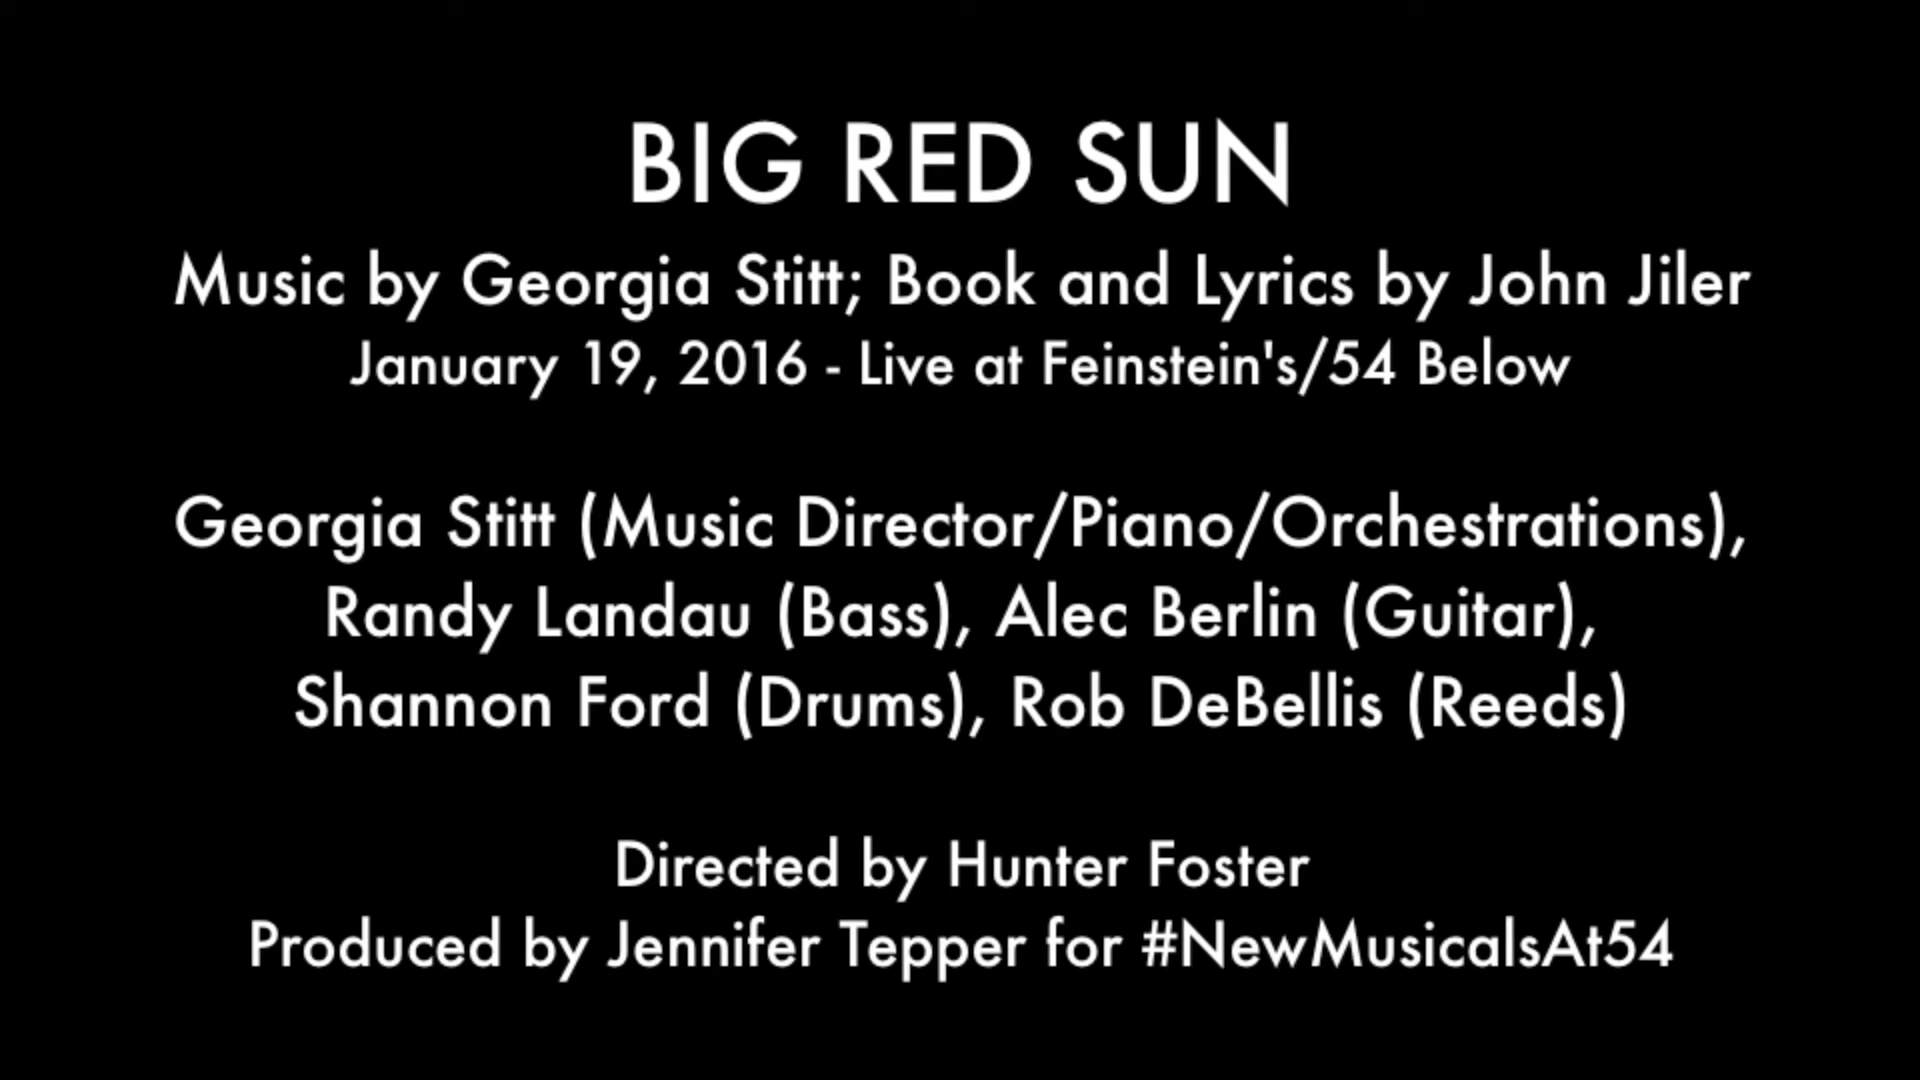 BIG RED SUN
Music by Georgia Stitt; Book and Lyrics by John Jiler
January 19, 2016 - Live at Feinstein's/54 Below
Georgia Stitt (Music Director/Piano/Orchestrations),
Randy Landau (Bass), Alec Berlin (Guitar),
Shannon Ford (Drums), Rob DeBellis (Reeds)
Directed by Hunter Foster
Produced by Jennifer Tepper for #NewMusicalsAt54